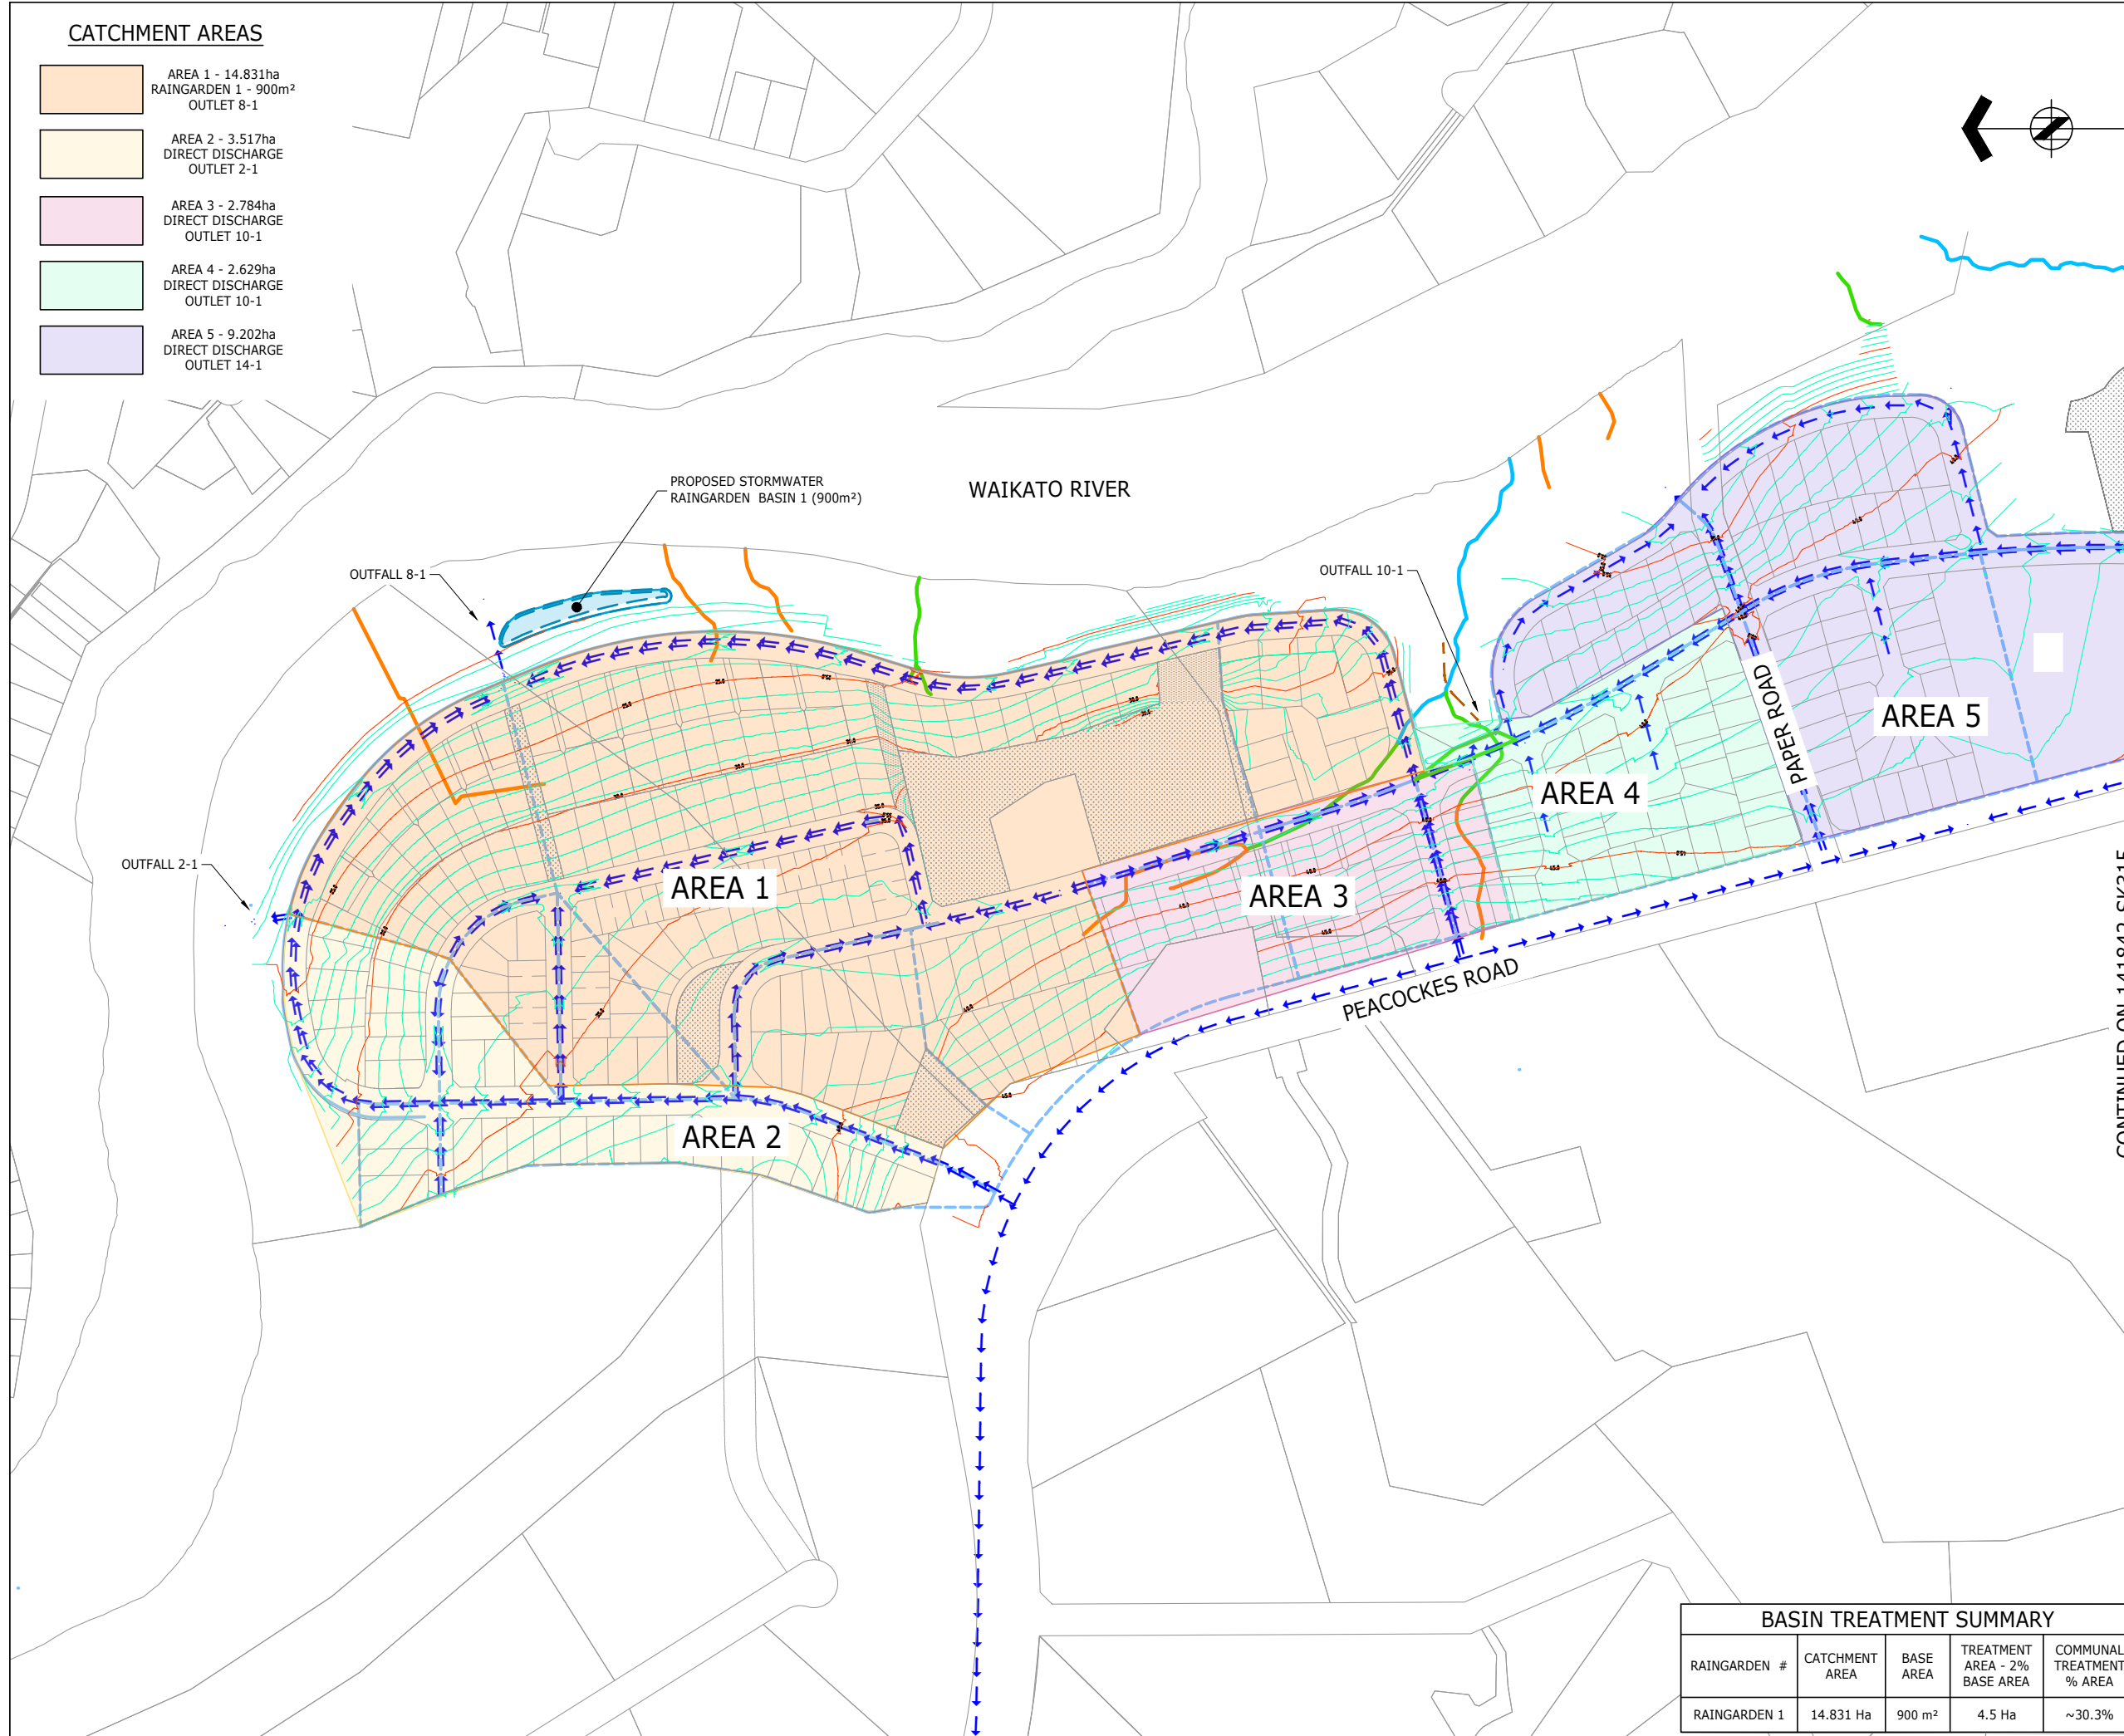 CATCHMENT AREAS
AREA 1 - 14.831ha
RAINGARDEN 1 - 900m²
OUTLET 8-1
AREA 2 - 3.517ha
DIRECT DISCHARGE
OUTLET 2-1
AREA 3 - 2.784ha
DIRECT DISCHARGE
OUTLET 10-1
AREA 4 - 2.629ha
DIRECT DISCHARGE
OUTLET 10-1
AREA 5 - 9.202ha
DIRECT DISCHARGE
OUTLET 14-1
PROPOSED STORMWATER
RAINGARDEN BASIN 1 (900m²)
WAIKATO RIVER
OUTFALL 8-1
OUTFALL 10-1
OUTFALL 2-1
AREA 1
AREA 2
AREA 3
AREA 4
AREA 5
PAPER ROAD
PEACOCKES ROAD
BASIN TREATMENT SUMMARY
RAINGARDEN #
CATCHMENT
AREA
BASE
AREA
TREATMENT
AREA - 2%
BASE AREA
COMMUNAL
TREATMENT
% AREA
RAINGARDEN 1
14.831 Ha
900 m²
4.5 Ha
~30.3%